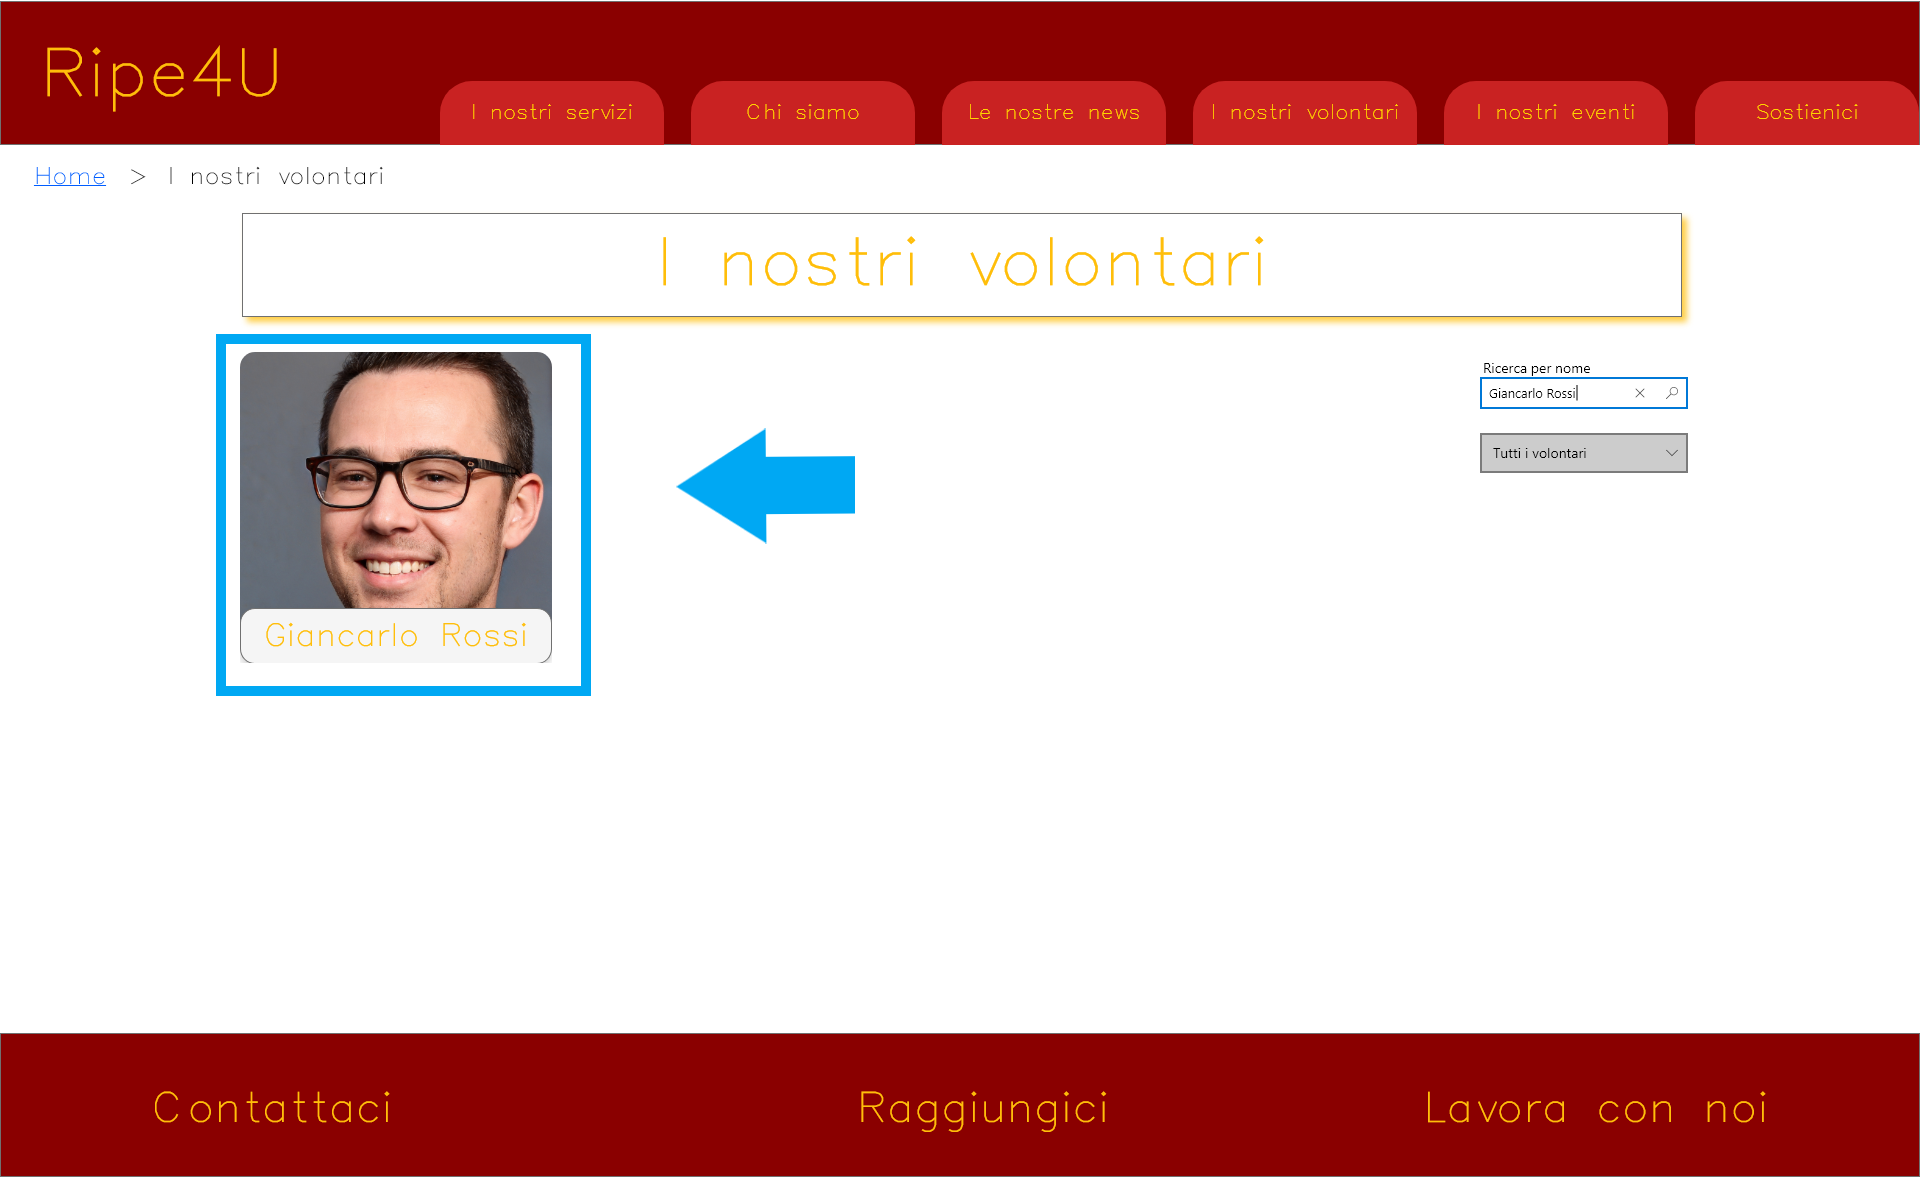 Ripe4U
I nostri servizi
Chi siamo
Le nostre news
I nostri volontari
I nostri eventi
Sostienici
Home > I nostri volontari
I nostri volontari
Ricerca per nome
Giancarlo Rossi
Tutti i volontari
Giancarlo Rossi
Contattaci
Raggiungici
Lavora con noi